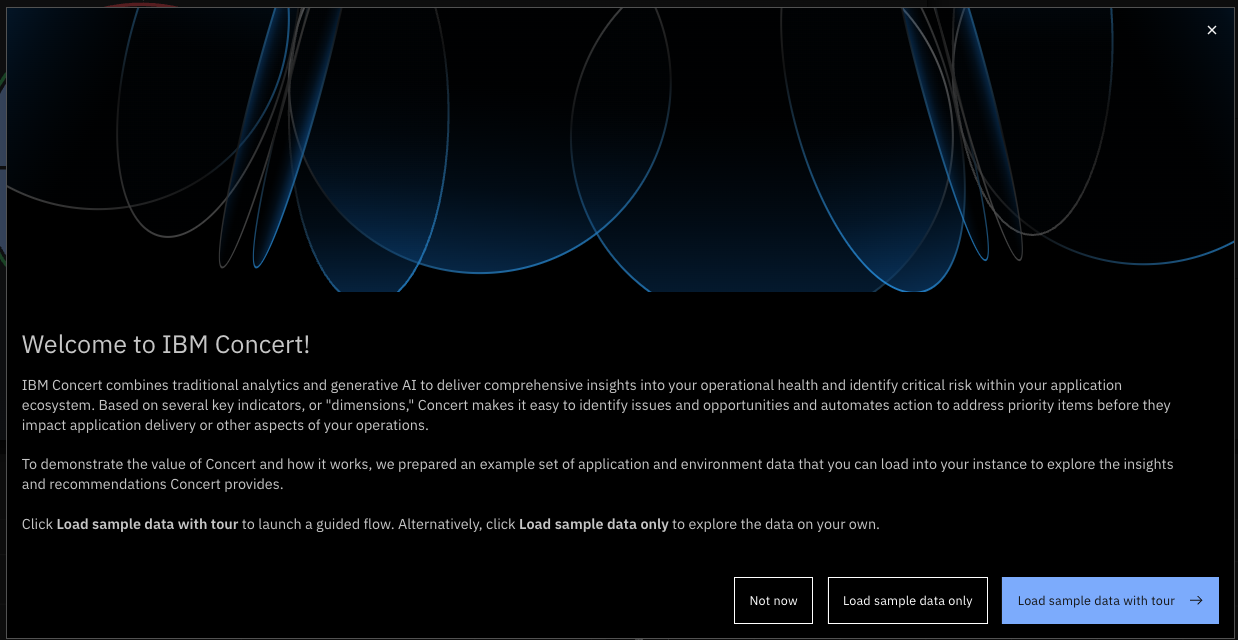 Welcome to IBM Concert!
IBM Concert combines traditional analytics and generative AI to deliver comprehensive insights into your operational health and identify critical risk within your application
ecosystem. Based on several key indicators, or "dimensions," Concert makes it easy to identify issues and opportunities and automates action to address priority items before they
impact application delivery or other aspects of your operations.
To demonstrate the value of Concert and how it works, we prepared an example set of application and environment data that you can load into your instance to explore the insights
and recommendations Concert provides.
Click Load sample data with tour to launch a guided flow. Alternatively, click Load sample data only to explore the data on your own.
Not now
Load sample data only
Load sample data with tour